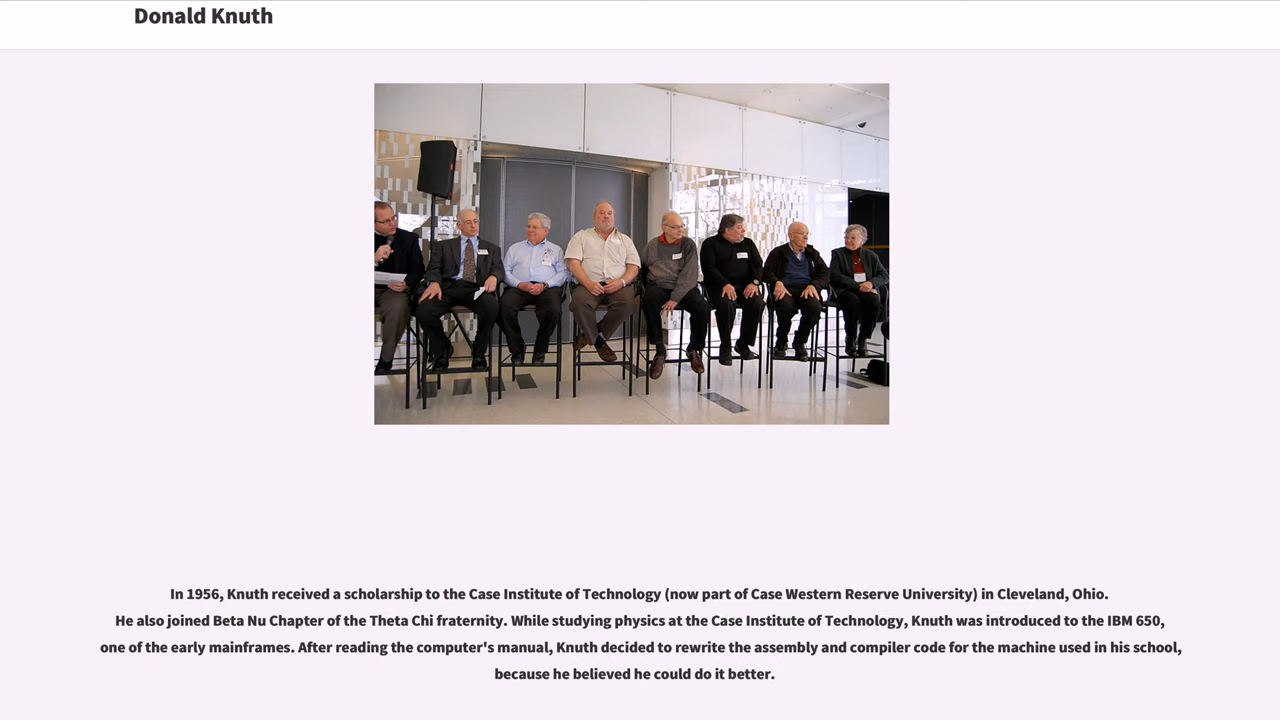 Donald Knuth
In 1956, Knuth received a scholarship to the Case Institute of Technology (now part of Case Western Reserve University) in Cleveland, Ohio.
He also joined Beta Nu Chapter of the Theta Chi fraternity. While studying physics at the Case Institute of Technology, Knuth was introduced to the IBM 650,
one of the early mainframes. After reading the computer's manual, Knuth decided to rewrite the assembly and compiler code for the machine used in his school,
because he believed he could do it better.